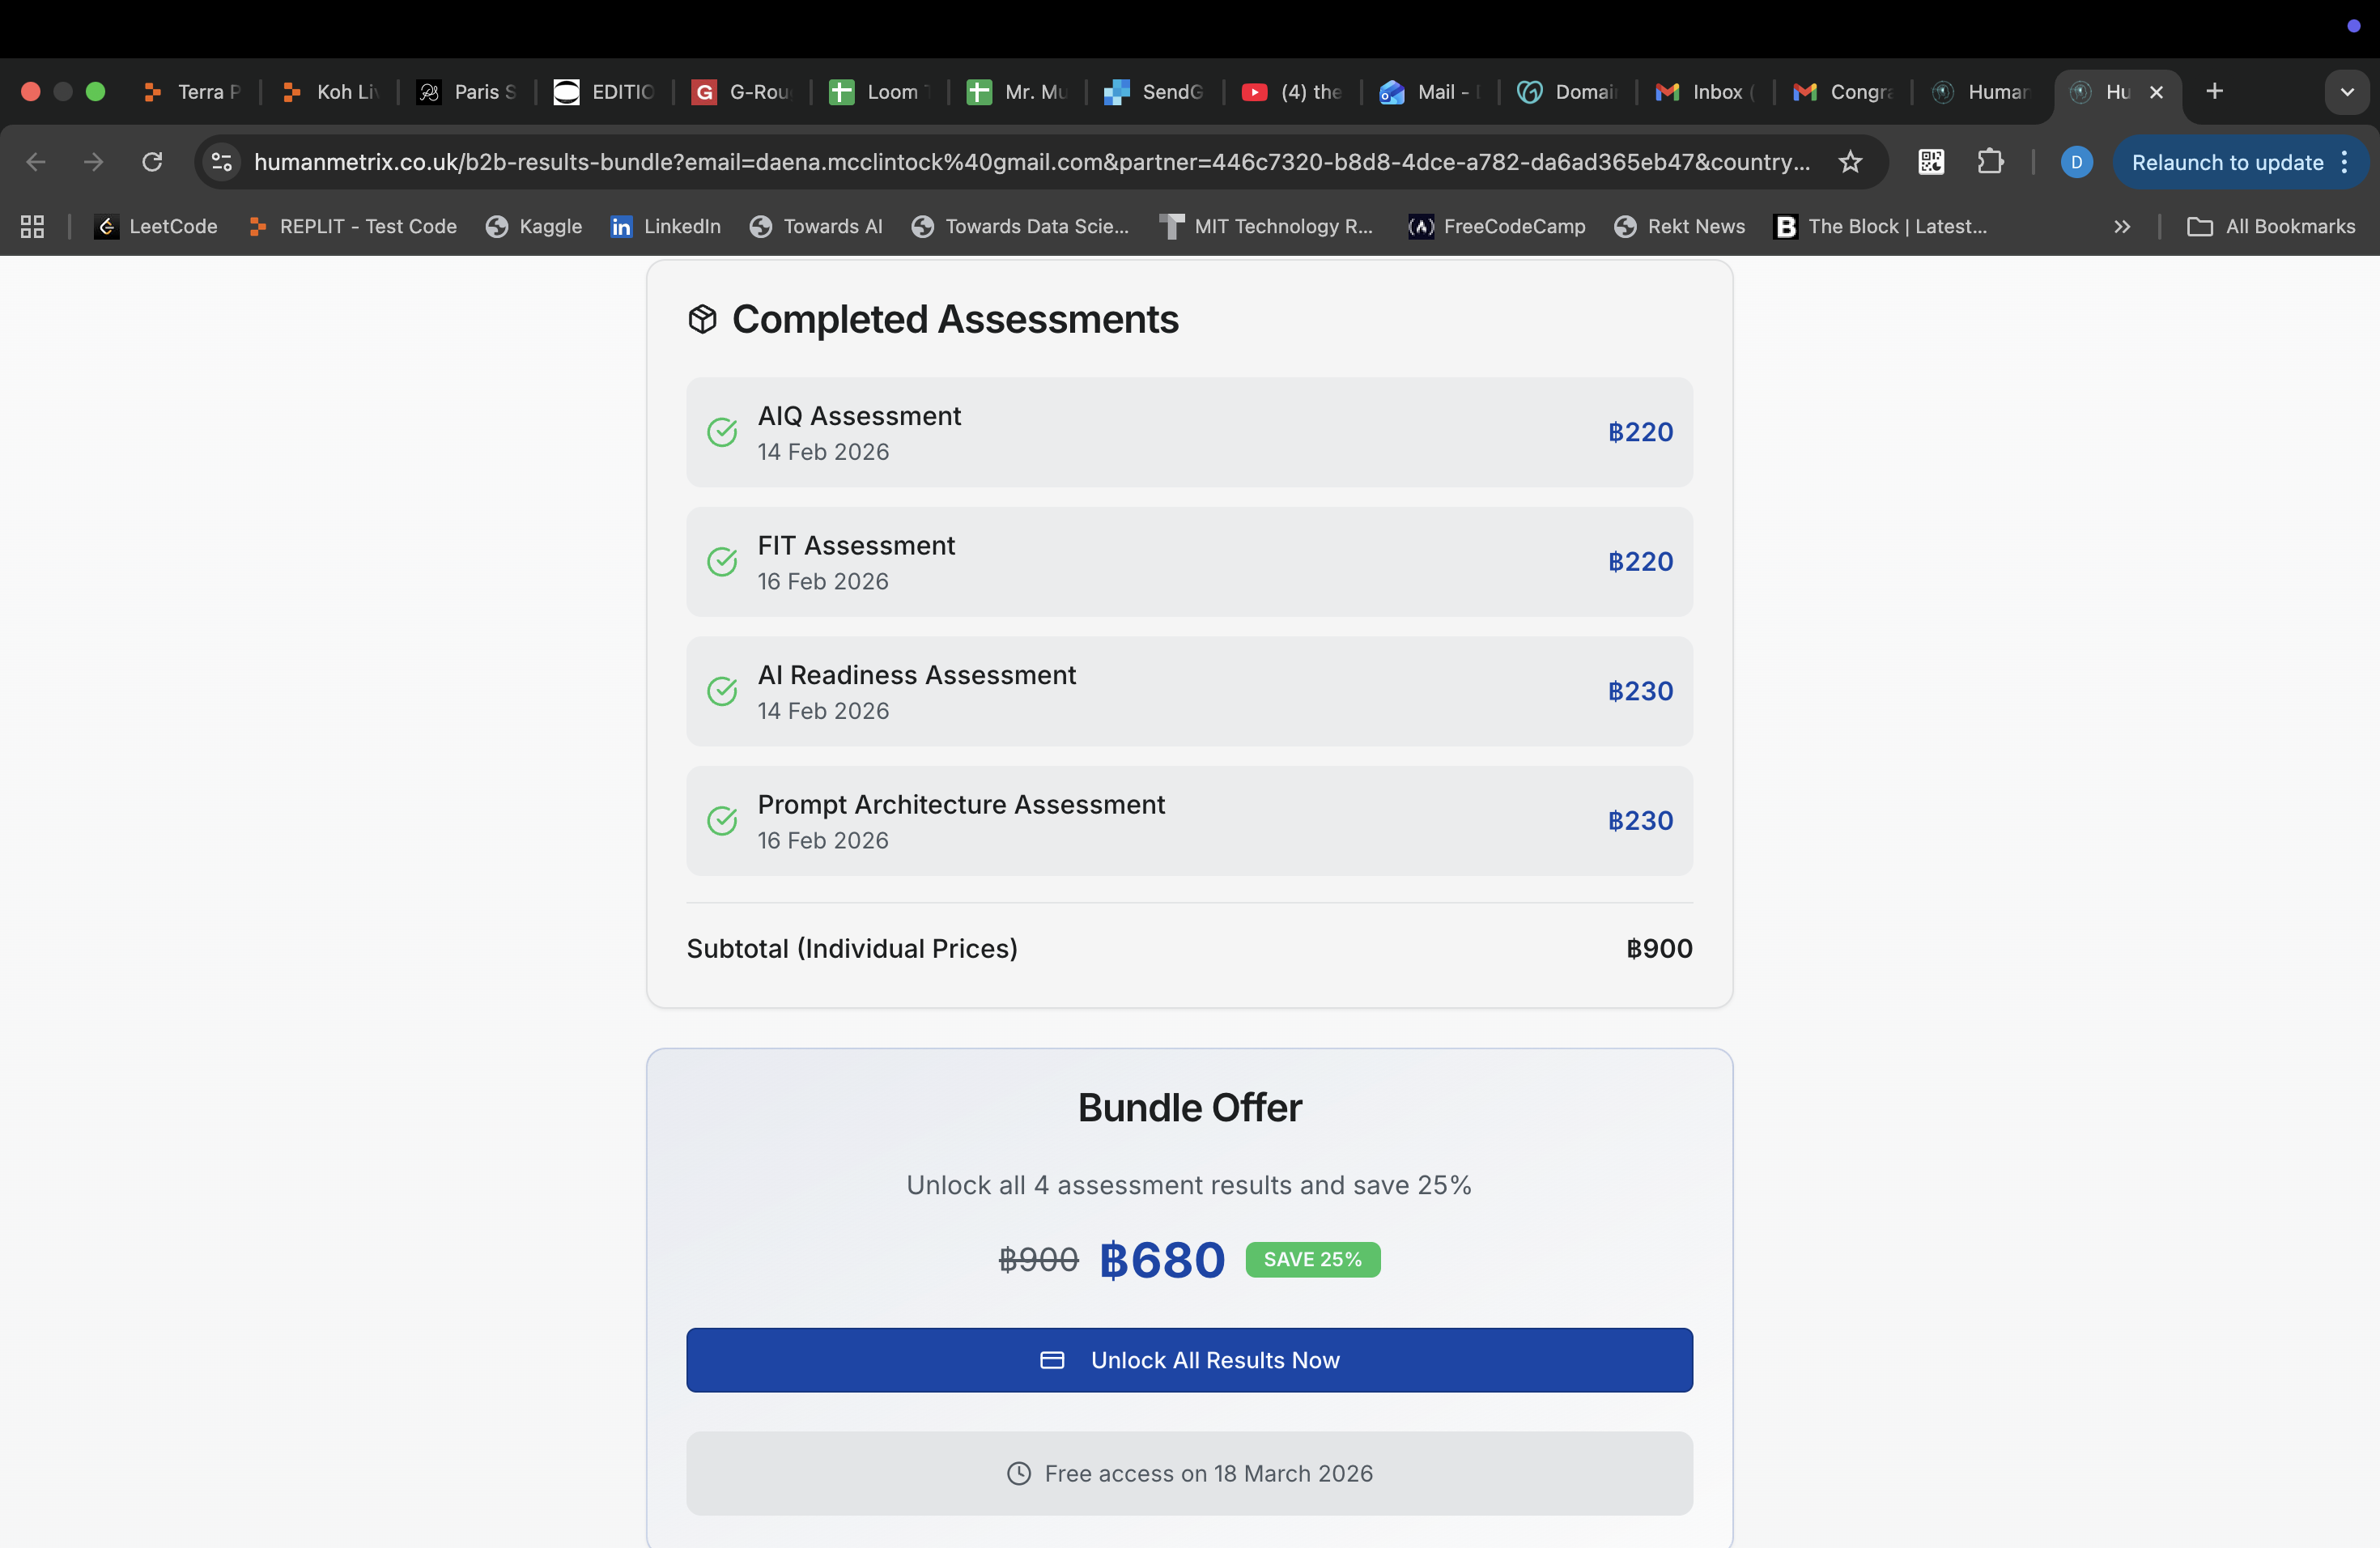 Terra P
Koh Liv
Paris S
EDITIO
G-Rou
Loom T
Mr. Mu
SendG
(4) the
Mail -
Domai
Inbox (
Congra
Human
Hu
humanmetrix.co.uk/b2b-results-bundle?email=daena.mcclintock%40gmail.com&partner=446c7320-b8d8-4dce-a782-da6ad365eb47&country...
D
Relaunch to update
LeetCode
REPLIT - Test Code
Kaggle
LinkedIn
Towards AI
Towards Data Scie...
MIT Technology R...
FreeCodeCamp
Rekt News
The Block | Latest...
All Bookmarks
Completed Assessments
AIQ Assessment
14 Feb 2026
฿220
FIT Assessment
16 Feb 2026
฿220
AI Readiness Assessment
14 Feb 2026
฿230
Prompt Architecture Assessment
16 Feb 2026
฿230
Subtotal (Individual Prices)
฿900
Bundle Offer
Unlock all 4 assessment results and save 25%
฿900 ฿680 SAVE 25%
Unlock All Results Now
Free access on 18 March 2026